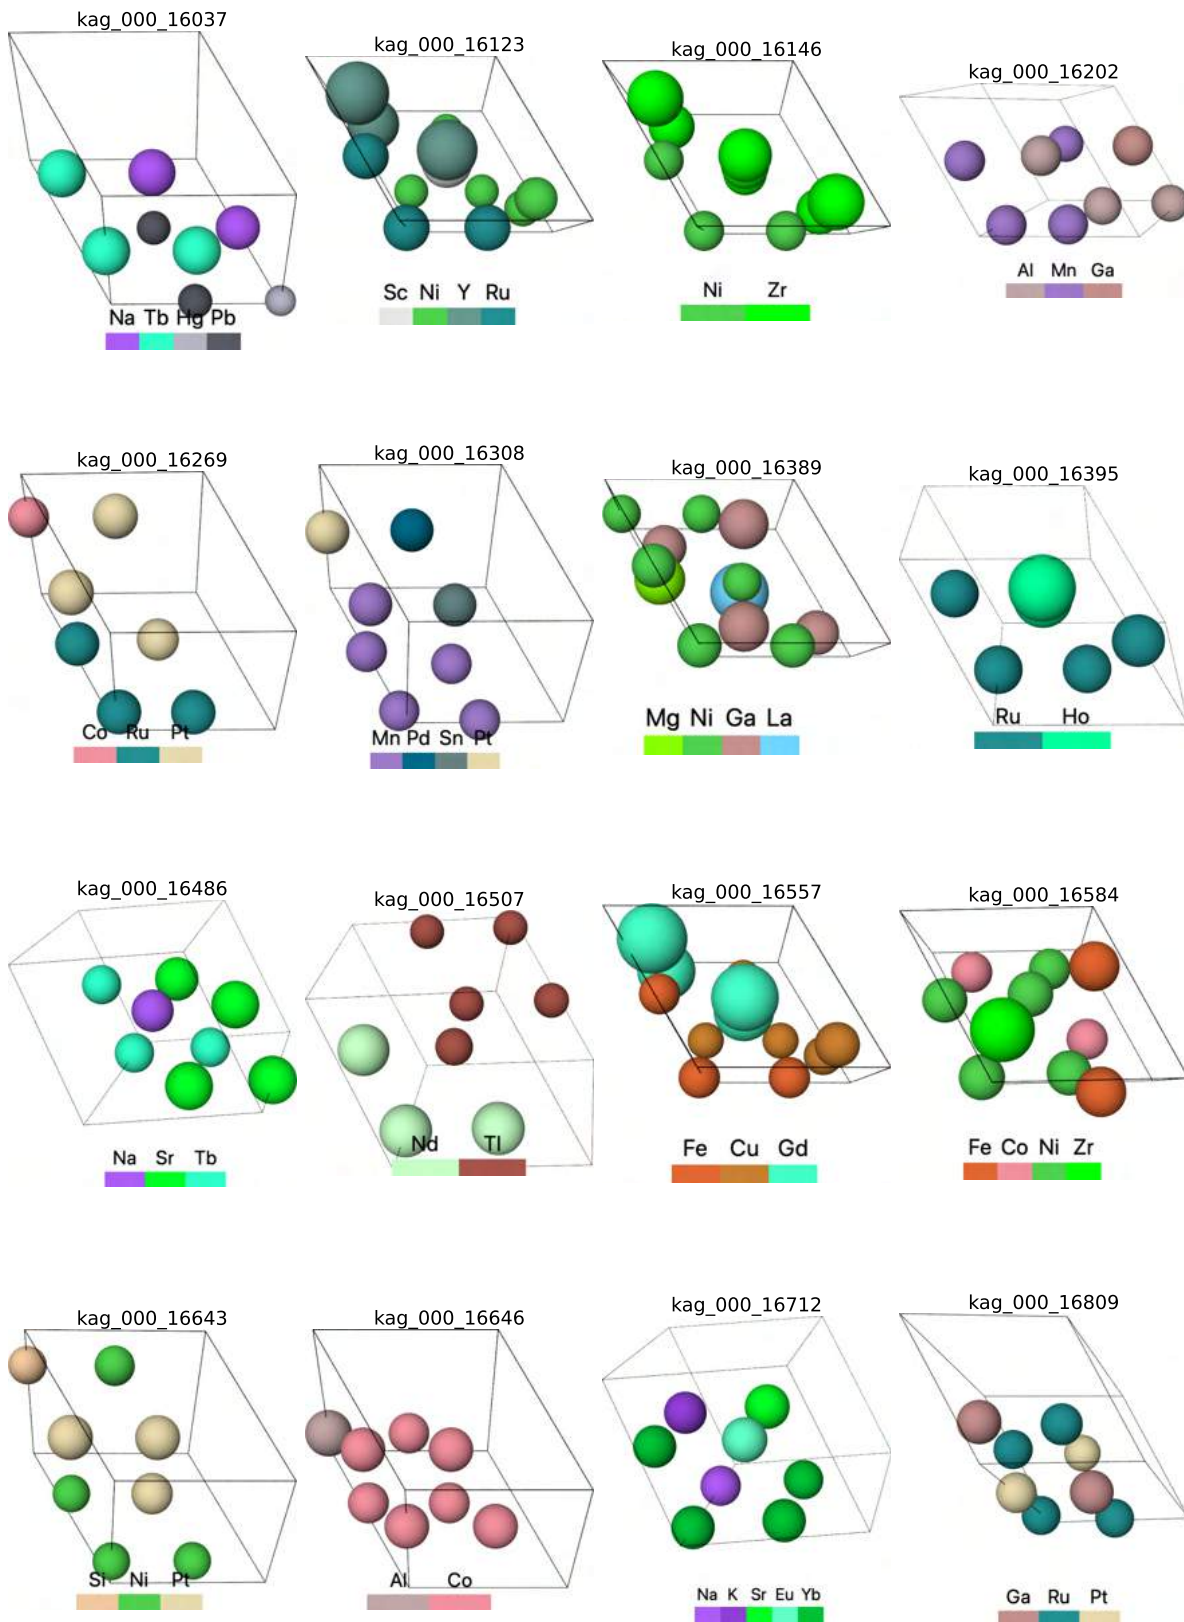 kag_000_16037
kag_000_16123
kag_000_16146
kag_000_16202
Na Tb Hg Pb
Sc Ni Y Ru
Ni Zr
Al Mn Ga
kag_000_16269
kag_000_16308
kag_000_16389
kag_000_16395
Co Ru Pt
Mn Pd Sn Pt
Mg Ni Ga La
Ru Ho
kag_000_16486
kag_000_16507
kag_000_16557
kag_000_16584
Na Sr Tb
Nd Tl
Fe Cu Gd
Fe Co Ni Zr
kag_000_16643
kag_000_16646
kag_000_16712
kag_000_16809
Si Ni Pt
Al Co
Na K Sr Eu Yb
Ga Ru Pt